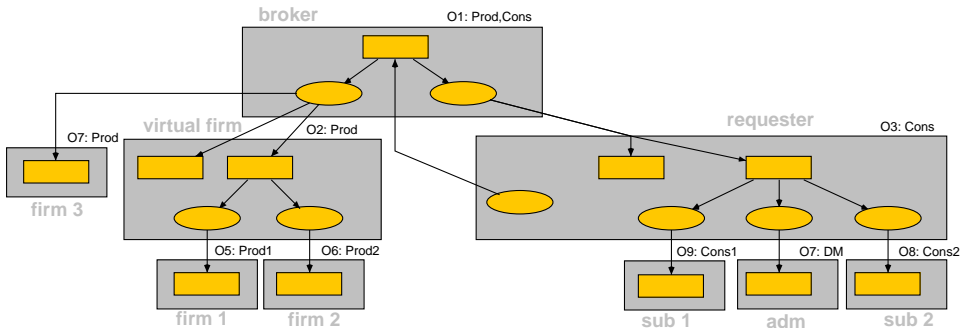 broker
O1: Prod,Cons
virtual firm
O2: Prod
requester
O3: Cons
O7: Prod
firm 3
O5: Prod1
O6: Prod2
O9: Cons1
O7: DM
O8: Cons2
firm 1
firm 2
sub 1
adm
sub 2